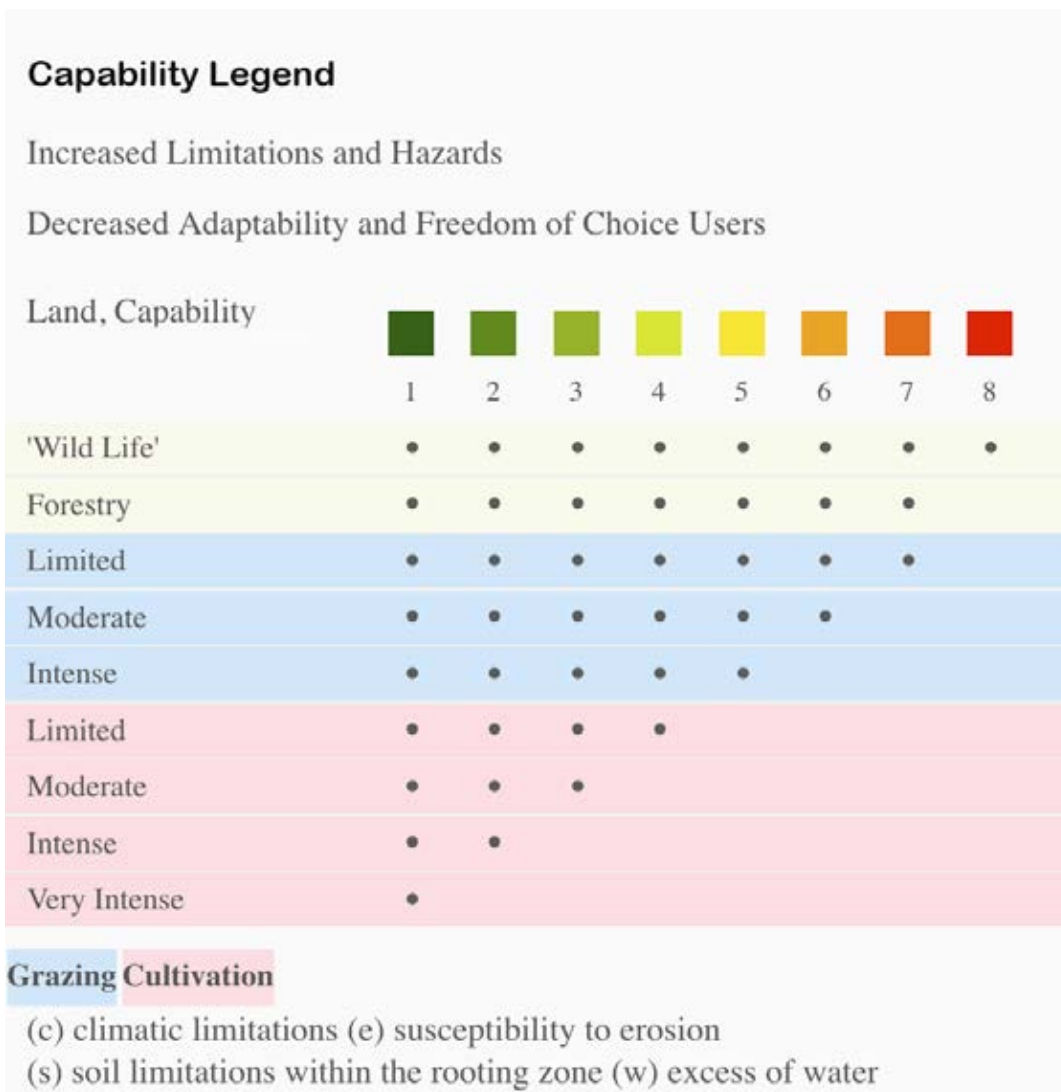 Capability Legend
Increased Limitations and Hazards
Decreased Adaptability and Freedom of Choice Users
Land, Capability
1 2 3 4 5 6 7 8
'Wild Life' • • • • • • • •
Forestry • • • • • • •
Limited • • • • • • •
Moderate • • • • • •
Intense • • • • •
Limited • • • •
Moderate • • •
Intense • •
Very Intense •
Grazing Cultivation
(c) climatic limitations (e) susceptibility to erosion
(s) soil limitations within the rooting zone (w) excess of water